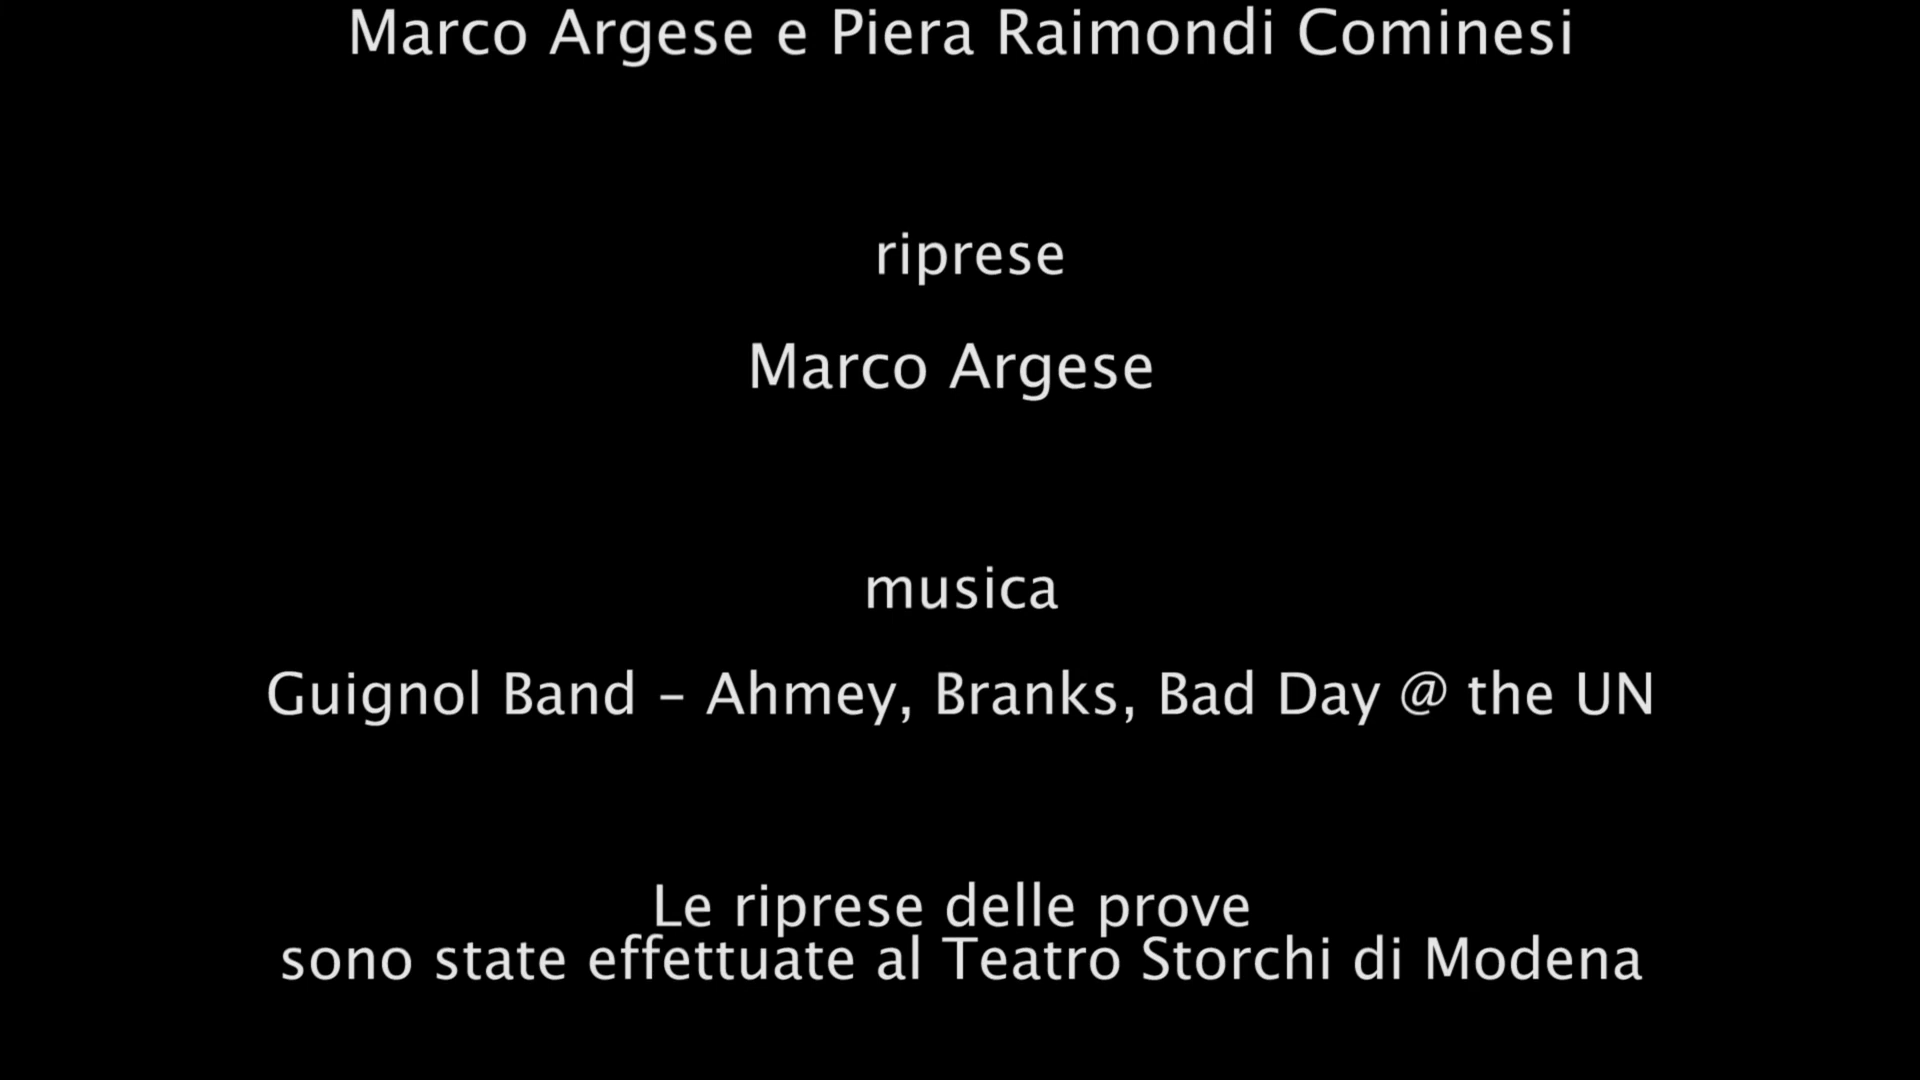 Marco Argese e Piera Raimondi Cominesi
riprese
Marco Argese
musica
Guignol Band – Ahmey, Branks, Bad Day @ the UN
Le riprese delle prove
sono state effettuate al Teatro Storchi di Modena